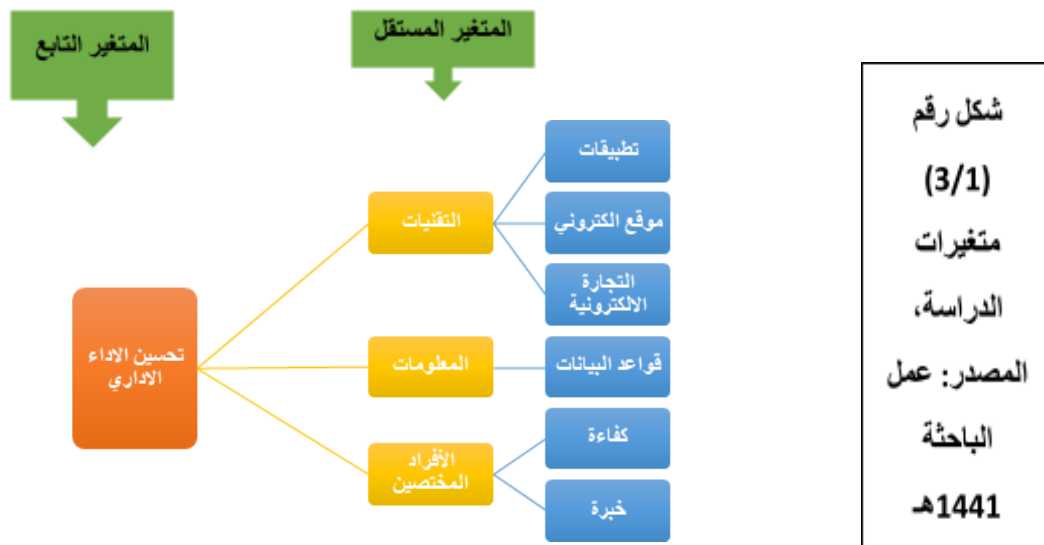 المتغير المستقل
المتغير التابع
تطبيقات
موقع الكتروني
التجارة
الالكترونية
قواعد البيانات
كفاءة
خبرة
التقنيات
المعلومات
الأفراد
المختصين
تحسين الاداء
الاداري
شكل رقم
(3/1)
متغيرات
الدراسة،
المصدر: عمل
الباحثة
1441هـ